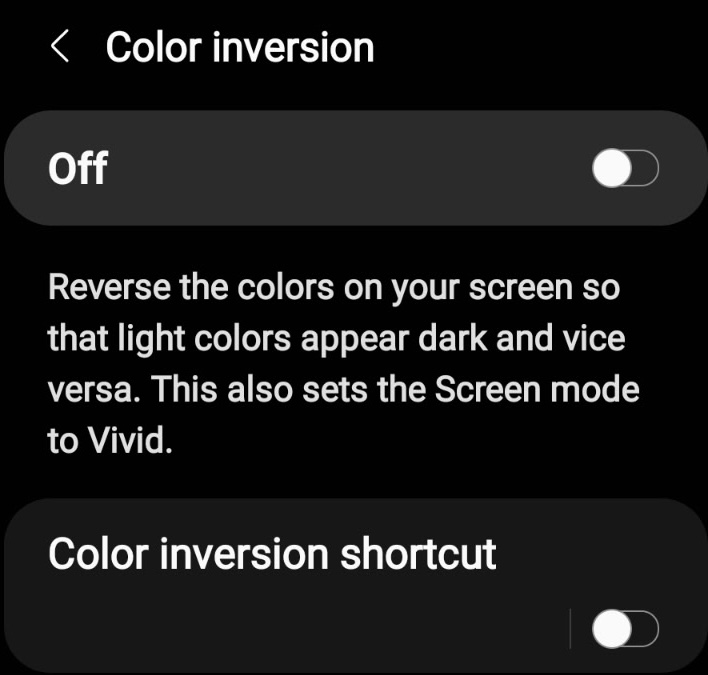 Color inversion
Off
Reverse the colors on your screen so
that light colors appear dark and vice
versa. This also sets the Screen mode
to Vivid.
Color inversion shortcut